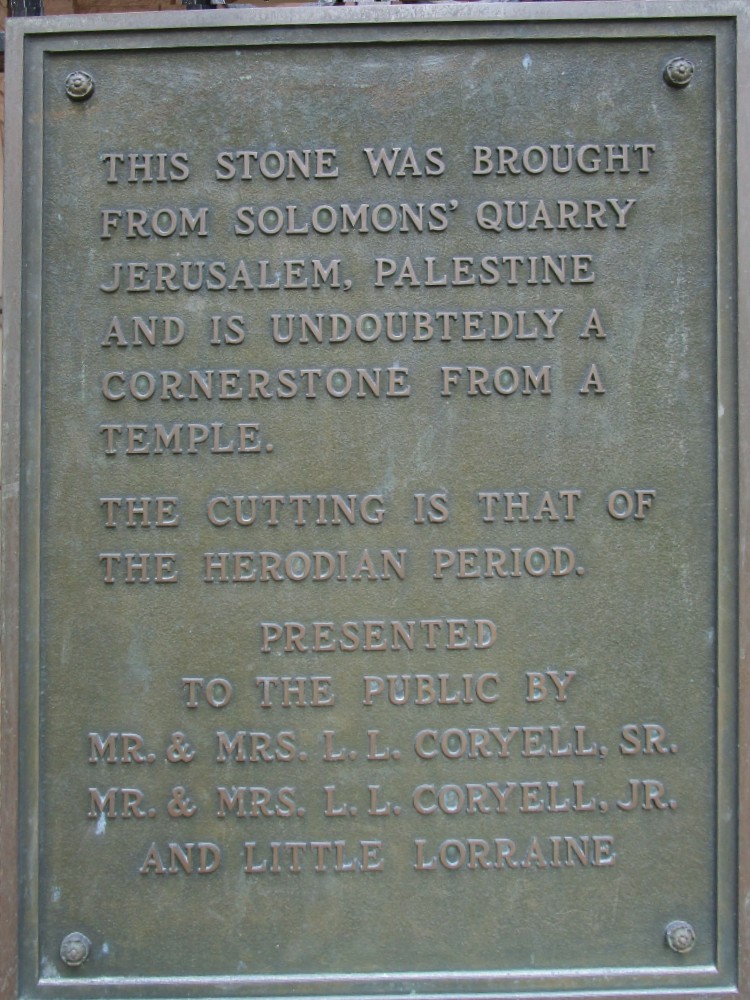 THIS STONE WAS BROUGHT
FROM SOLOMONS' QUARRY
JERUSALEM, PALESTINE
AND IS UNDOUBTEDLY A
CORNERSTONE FROM A
TEMPLE.
THE CUTTING IS THAT OF
THE HERODIAN PERIOD.
PRESENTED
TO THE PUBLIC BY
MR. & MRS. L. L. CORYELL, SR.
MR. & MRS. L. L. CORYELL, JR.
AND LITTLE LORRAINE